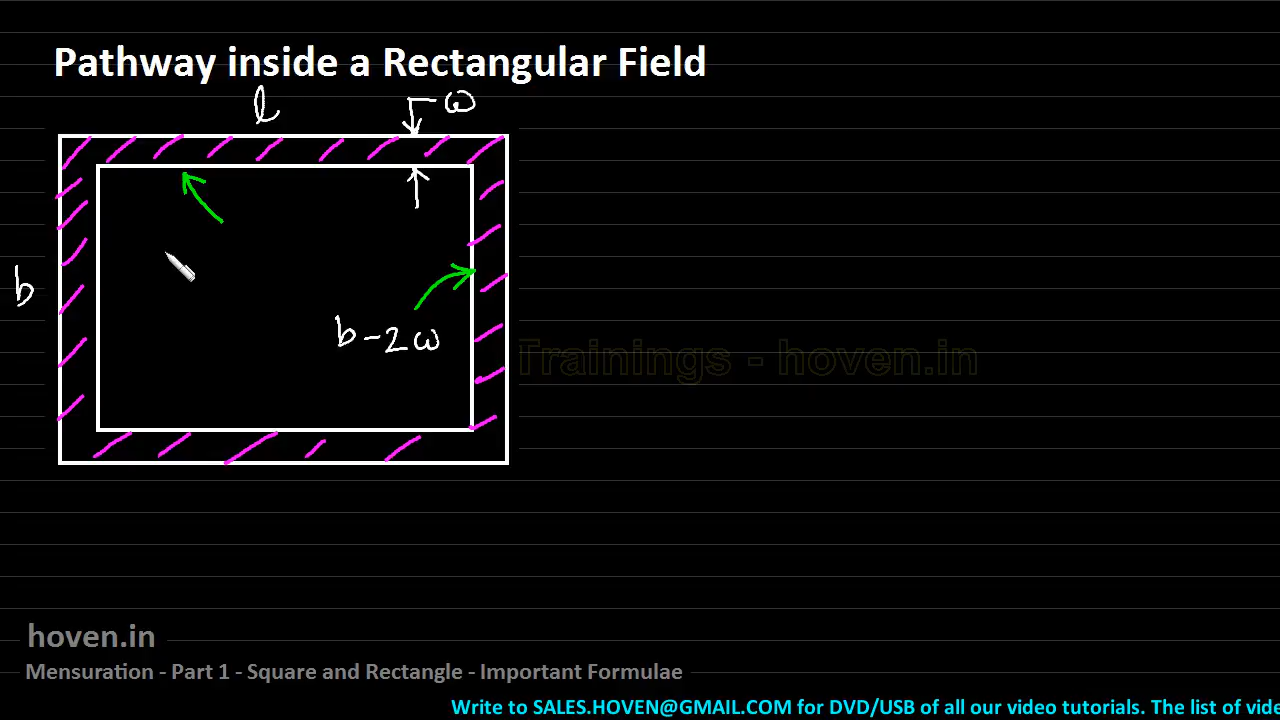 Pathway inside a Rectangular Field
l
ω
b
b-2ω
Trainings - hoven.in
hoven.in
Mensuration - Part 1 - Square and Rectangle - Important Formulae
Write to SALES.HOVEN@GMAIL.COM for DVD/USB of all our video tutorials. The list of vide